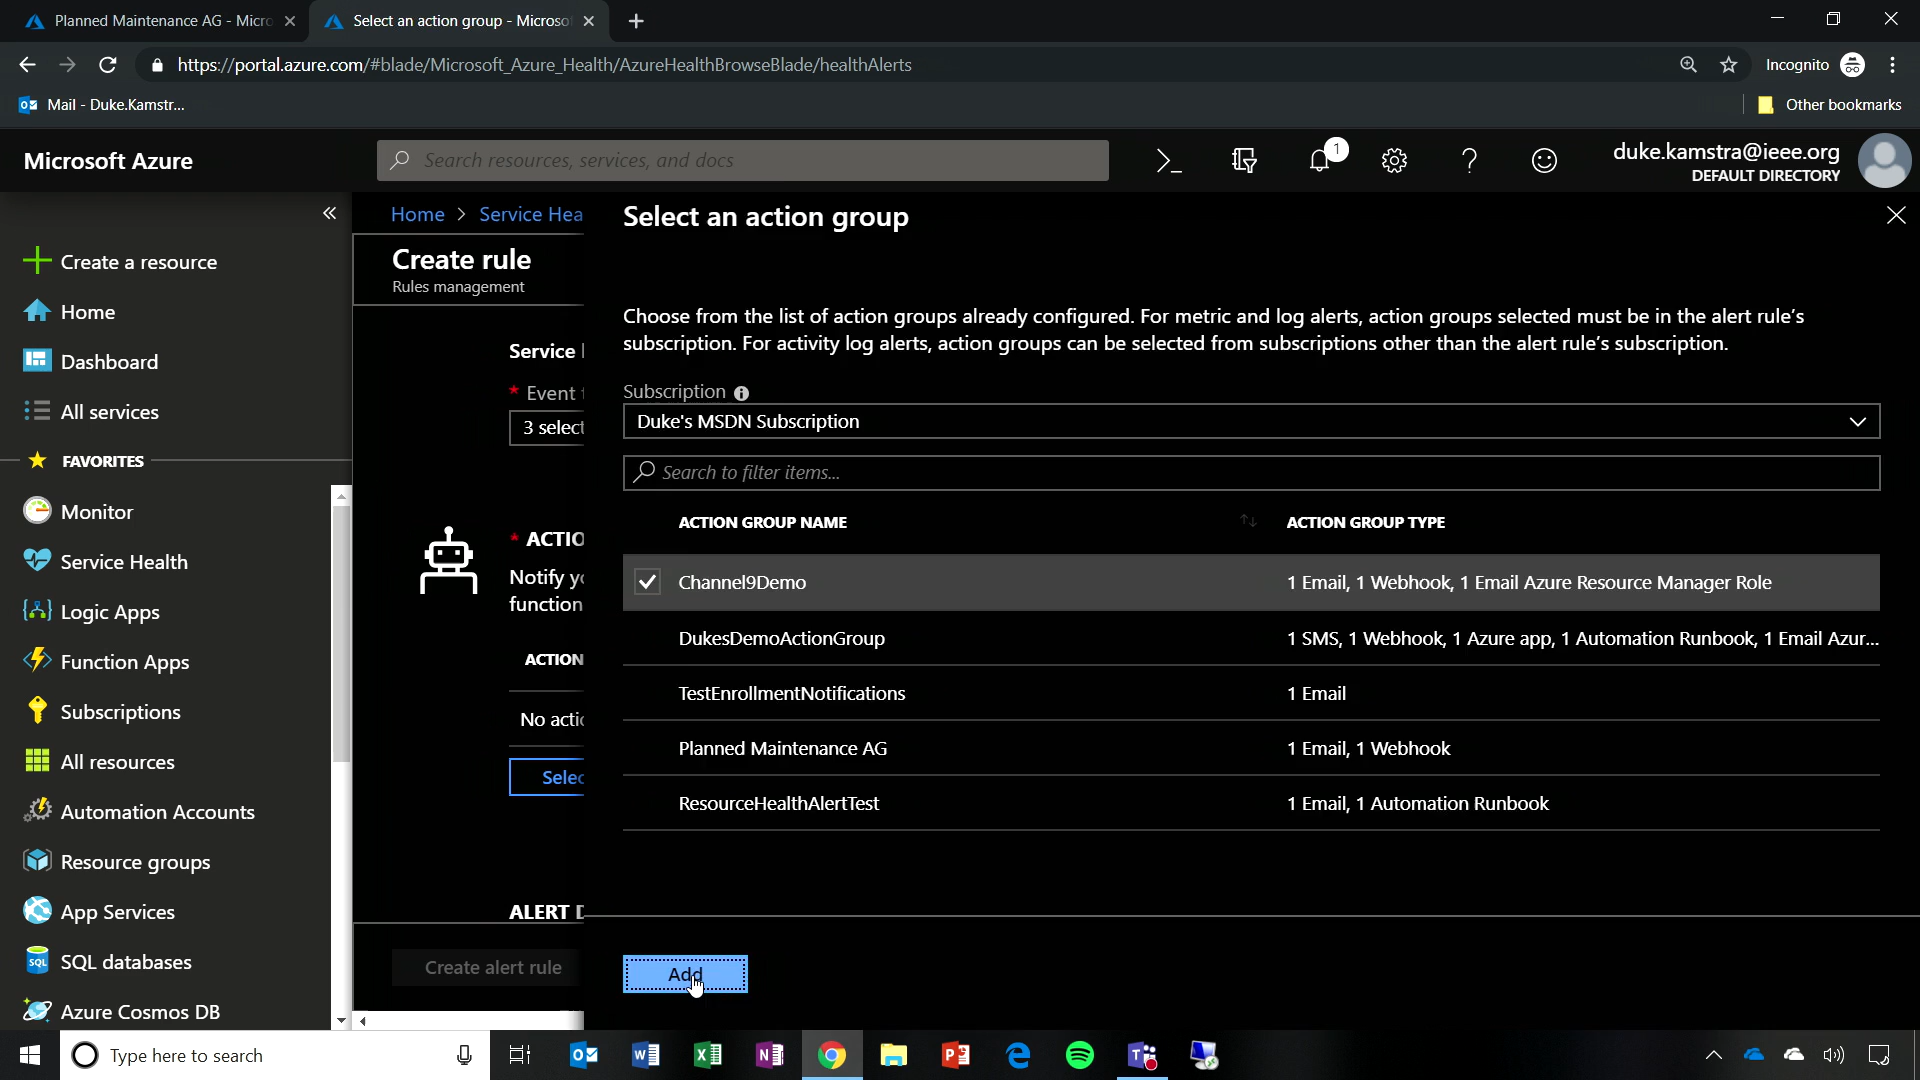 Planned Maintenance AG - Micro
Select an action group - Microso
https://portal.azure.com/#blade/Microsoft_Azure_Health/AzureHealthBrowseBlade/healthAlerts
Incognito
Mail - Duke.Kamstr...
Other bookmarks
Microsoft Azure
Search resources, services, and docs
1
duke.kamstra@ieee.org
DEFAULT DIRECTORY
Create a resource
Home
Dashboard
All services
FAVORITES
Monitor
Service Health
Logic Apps
Function Apps
Subscriptions
All resources
Automation Accounts
Resource groups
App Services
SQL databases
Azure Cosmos DB
Home > Service Hea
Create rule
Rules management
Service
* Event
3 select
* ACTIO
Notify yo
function
ACTION
No actio
Selec
ALERT D
Create alert rule
Select an action group
Choose from the list of action groups already configured. For metric and log alerts, action groups selected must be in the alert rule's
subscription. For activity log alerts, action groups can be selected from subscriptions other than the alert rule's subscription.
Subscription
Duke's MSDN Subscription
Search to filter items...
ACTION GROUP NAME ACTION GROUP TYPE
Channel9Demo 1 Email, 1 Webhook, 1 Email Azure Resource Manager Role
DukesDemoActionGroup 1 SMS, 1 Webhook, 1 Azure app, 1 Automation Runbook, 1 Email Azur...
TestEnrollmentNotifications 1 Email
Planned Maintenance AG 1 Email, 1 Webhook
ResourceHealthAlertTest 1 Email, 1 Automation Runbook
Add
Type here to search